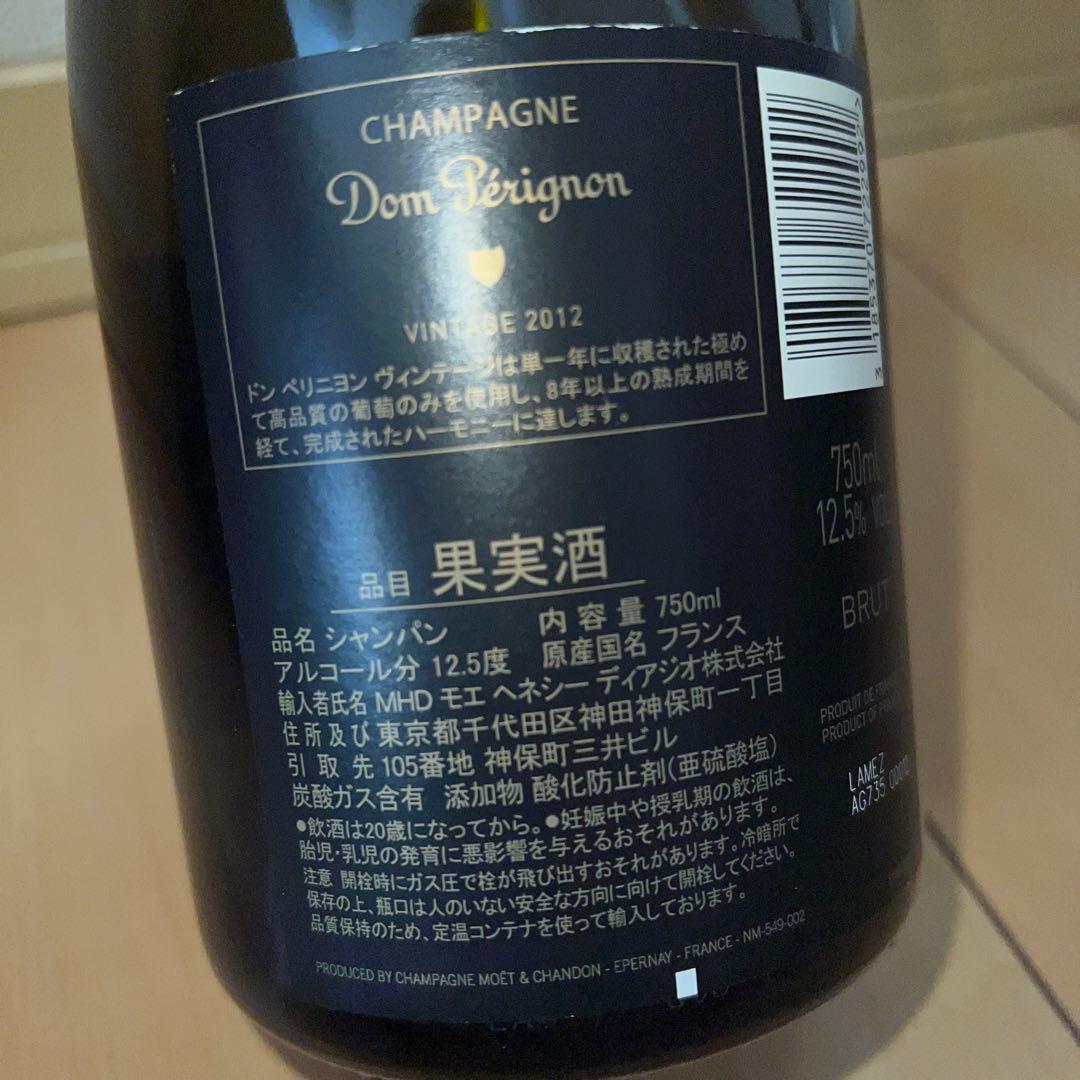 CHAMPAGNE
Dom Pérignon
VINTAGE 2012
ドン ペリニヨン ヴィンテージは単一年に収穫された極め
て高品質の葡萄のみを使用し、8年以上の熟成期間を
経て、完成されたハーモニーに達します。
品目 果実酒
品名 シャンパン 内容量 750ml
アルコール分 12.5度 原産国名 フランス
輸入者氏名 MHD モエ ヘネシー ディアジオ株式会社
住所及び 東京都千代田区神田神保町一丁目
引取先 105番地 神保町三井ビル
炭酸ガス含有 添加物 酸化防止剤(亜硫酸塩)
●飲酒は20歳になってから。●妊娠中や授乳期の飲酒は、
胎児・乳児の発育に悪影響を与えるおそれがあります。
注意 開栓時にガス圧で栓が飛び出すおそれがあります。冷暗所で
保存の上、瓶口は人のいない安全な方向に向けて開栓してください。
品質保持のため、定温コンテナを使って輸入しております。
PRODUCED BY CHAMPAGNE MOËT & CHANDON - EPERNAY - FRANCE - NM-549-002
750ml
12.5%
BRUT
PRODUIT DE
PRODUCT OF
LAMEZ
AG735